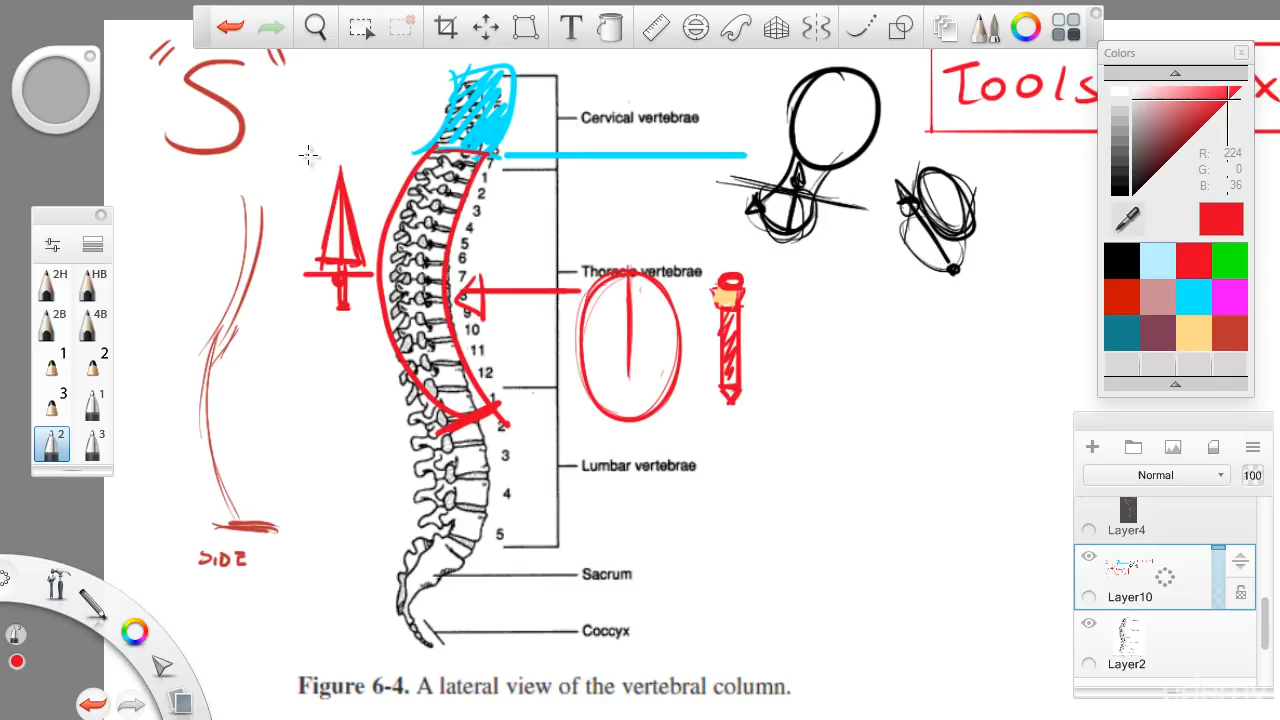 "S"
Tools
Colors
Cervical vertebrae
7
1
2
3
4
5
6
7
8
9
10
11
12
Thoracic vertebrae
1
2
3
4
5
Lumbar vertebrae
Sacrum
Coccyx
SIDE
Figure 6-4. A lateral view of the vertebral column.
2H
HB
2B
4B
1
2
3
1
2
3
R: 224
G: 0
B: 36
Normal
100
Layer4
Layer10
Layer2